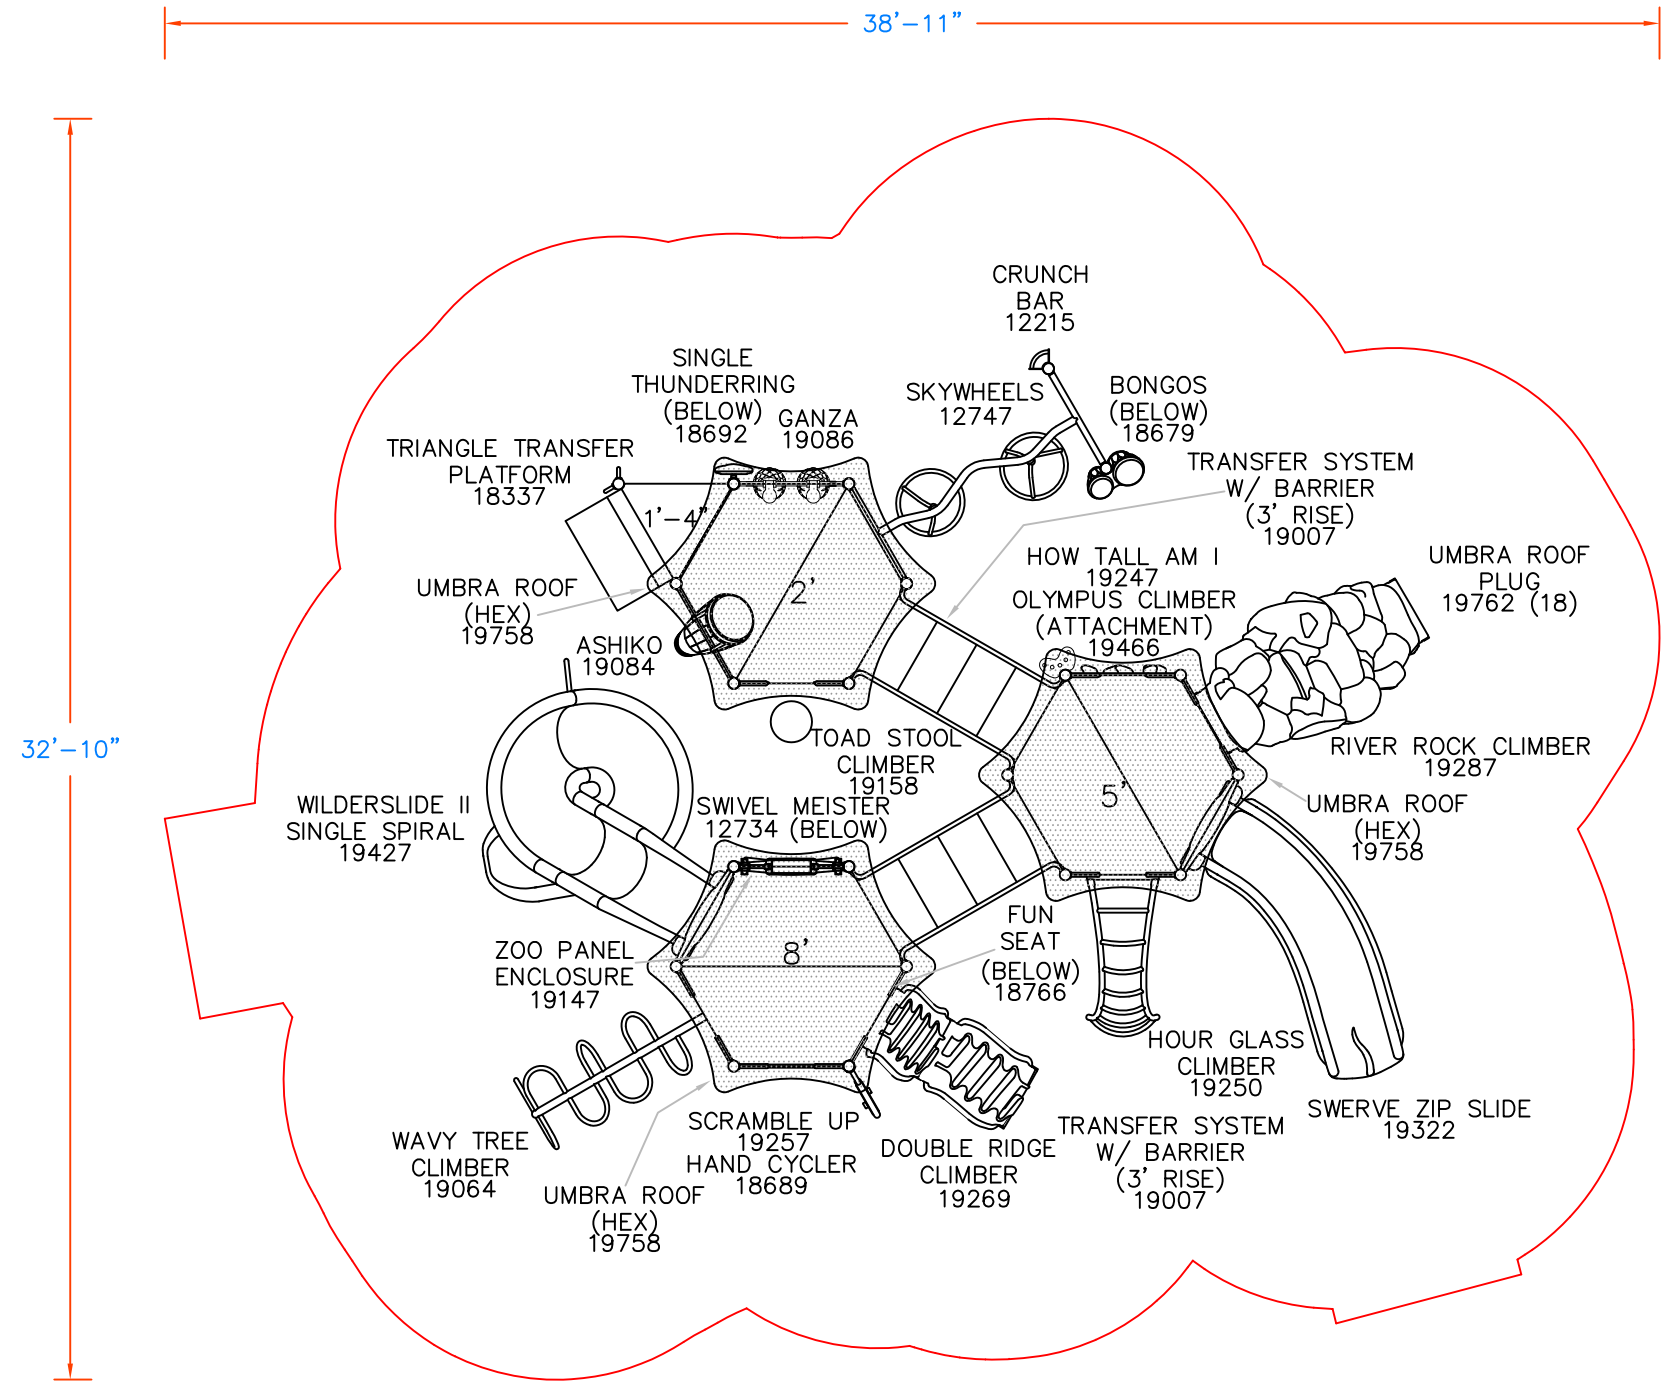 38'-11"
32'-10"
CRUNCH
BAR
12215
SINGLE
THUNDERRING
(BELOW)
18692
GANZA
19086
SKYWHEELS
12747
BONGOS
(BELOW)
18679
TRIANGLE TRANSFER
PLATFORM
18337
1'-4"
TRANSFER SYSTEM
W/ BARRIER
(3' RISE)
19007
HOW TALL AM I
19247
OLYMPUS CLIMBER
(ATTACHMENT)
19466
UMBRA ROOF
PLUG
19762 (18)
UMBRA ROOF
(HEX)
19758
2'
ASHIKO
19084
TOAD STOOL
CLIMBER
19158
RIVER ROCK CLIMBER
19287
5'
UMBRA ROOF
(HEX)
19758
WILDERSLIDE II
SINGLE SPIRAL
19427
SWIVEL MEISTER
12734 (BELOW)
ZOO PANEL
ENCLOSURE
19147
8'
FUN
SEAT
(BELOW)
18766
HOUR GLASS
CLIMBER
19250
SWERVE ZIP SLIDE
19322
WAVY TREE
CLIMBER
19064
SCRAMBLE UP
19257
HAND CYCLER
18689
DOUBLE RIDGE
CLIMBER
19269
TRANSFER SYSTEM
W/ BARRIER
(3' RISE)
19007
UMBRA ROOF
(HEX)
19758